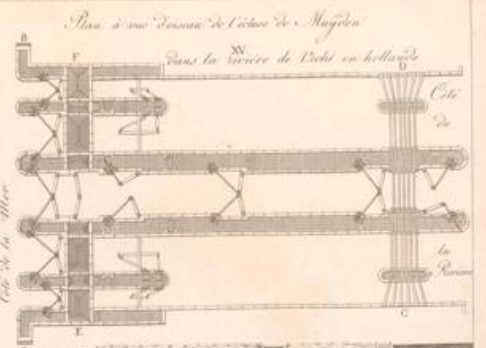 Plan à vue d'oiseau de l'écluse de Muyden
XV.
dans la rivière de Vecht en hollande
B
F
D
Côté
de
Côté de la Mer
la
Rivière
E
C